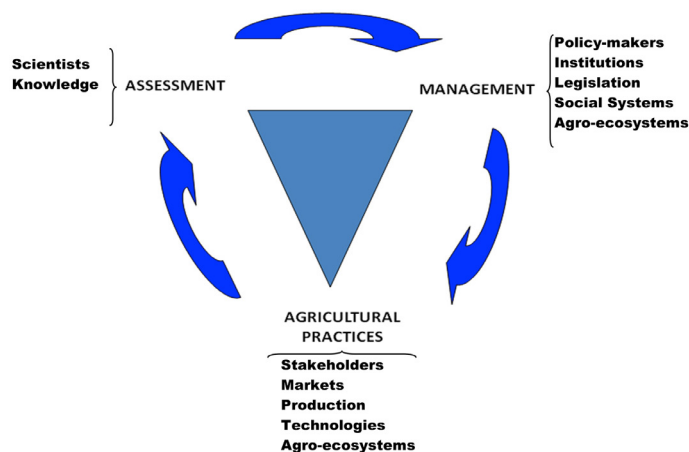 Scientists
Knowledge
ASSESSMENT
MANAGEMENT
Policy-makers
Institutions
Legislation
Social Systems
Agro-ecosystems
AGRICULTURAL
PRACTICES
Stakeholders
Markets
Production
Technologies
Agro-ecosystems